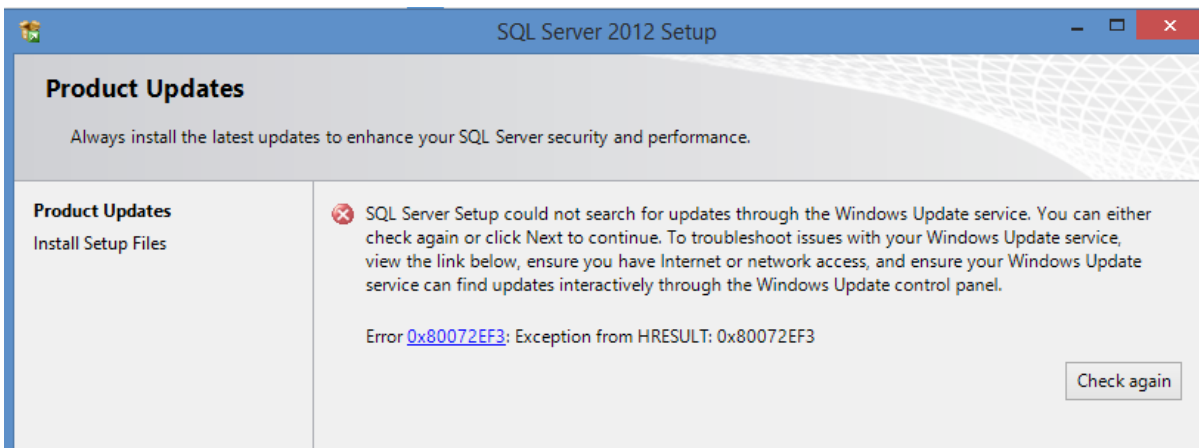 SQL Server 2012 Setup
Product Updates
Always install the latest updates to enhance your SQL Server security and performance.
Product Updates
Install Setup Files
SQL Server Setup could not search for updates through the Windows Update service. You can either
check again or click Next to continue. To troubleshoot issues with your Windows Update service,
view the link below, ensure you have Internet or network access, and ensure your Windows Update
service can find updates interactively through the Windows Update control panel.
Error 0x80072EF3: Exception from HRESULT: 0x80072EF3
Check again